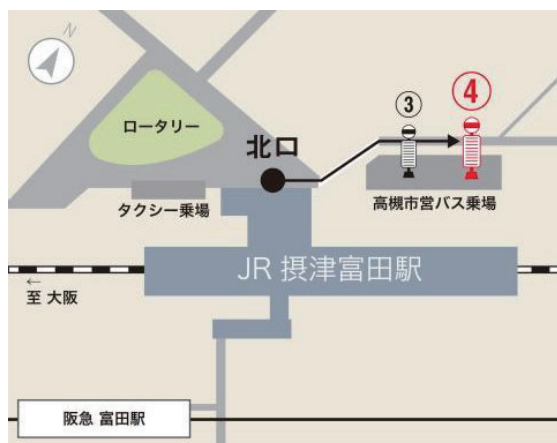 N
ロータリー
北口
③
④
タクシー乗場
高槻市営バス乗場
JR 摂津富田駅
←
至 大阪
阪急 富田駅